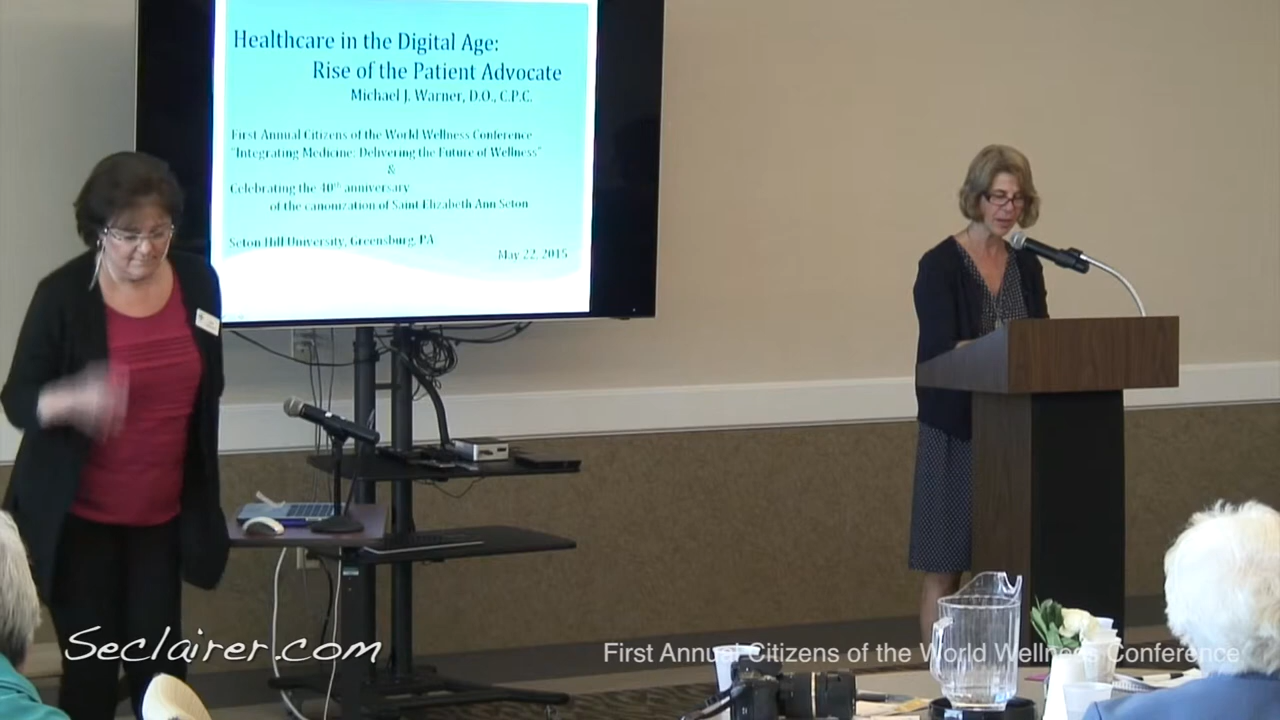 Healthcare in the Digital Age:
Rise of the Patient Advocate
Michael J. Warner, D.O., C.P.C.
First Annual Citizens of the World Wellness Conference
"Integrating Medicine: Delivering the Future of Wellness"
&
Celebrating the 40th anniversary
of the canonization of Saint Elizabeth Ann Seton
Seton Hill University, Greensburg, PA
May 22, 2015
Seclairer.com
First Annual Citizens of the World Wellness Conference